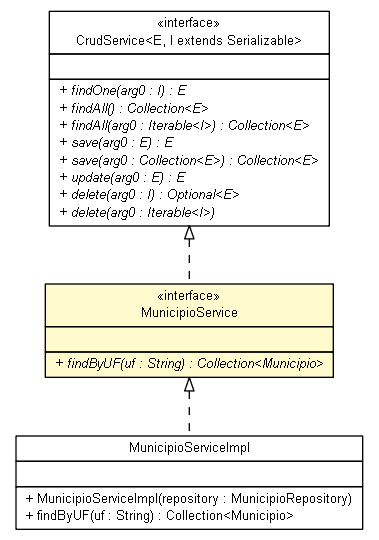 «interface»
CrudService<E, I extends Serializable>
+ findOne(arg0 : I) : E
+ findAll() : Collection<E>
+ findAll(arg0 : Iterable<I>) : Collection<E>
+ save(arg0 : E) : E
+ save(arg0 : Collection<E>) : Collection<E>
+ update(arg0 : E) : E
+ delete(arg0 : I) : Optional<E>
+ delete(arg0 : Iterable<I>)
«interface»
MunicipioService
+ findByUF(uf : String) : Collection<Municipio>
MunicipioServiceImpl
+ MunicipioServiceImpl(repository : MunicipioRepository)
+ findByUF(uf : String) : Collection<Municipio>